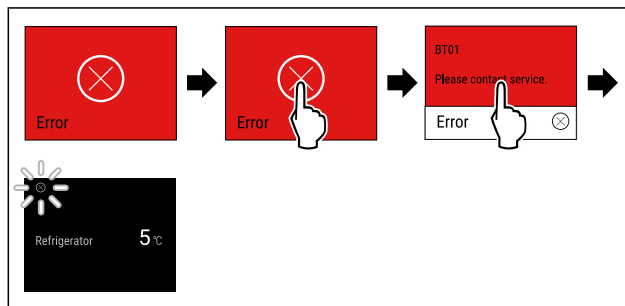 Error
Error
BT01
Please contact service.
Error
Refrigerator 5 °C